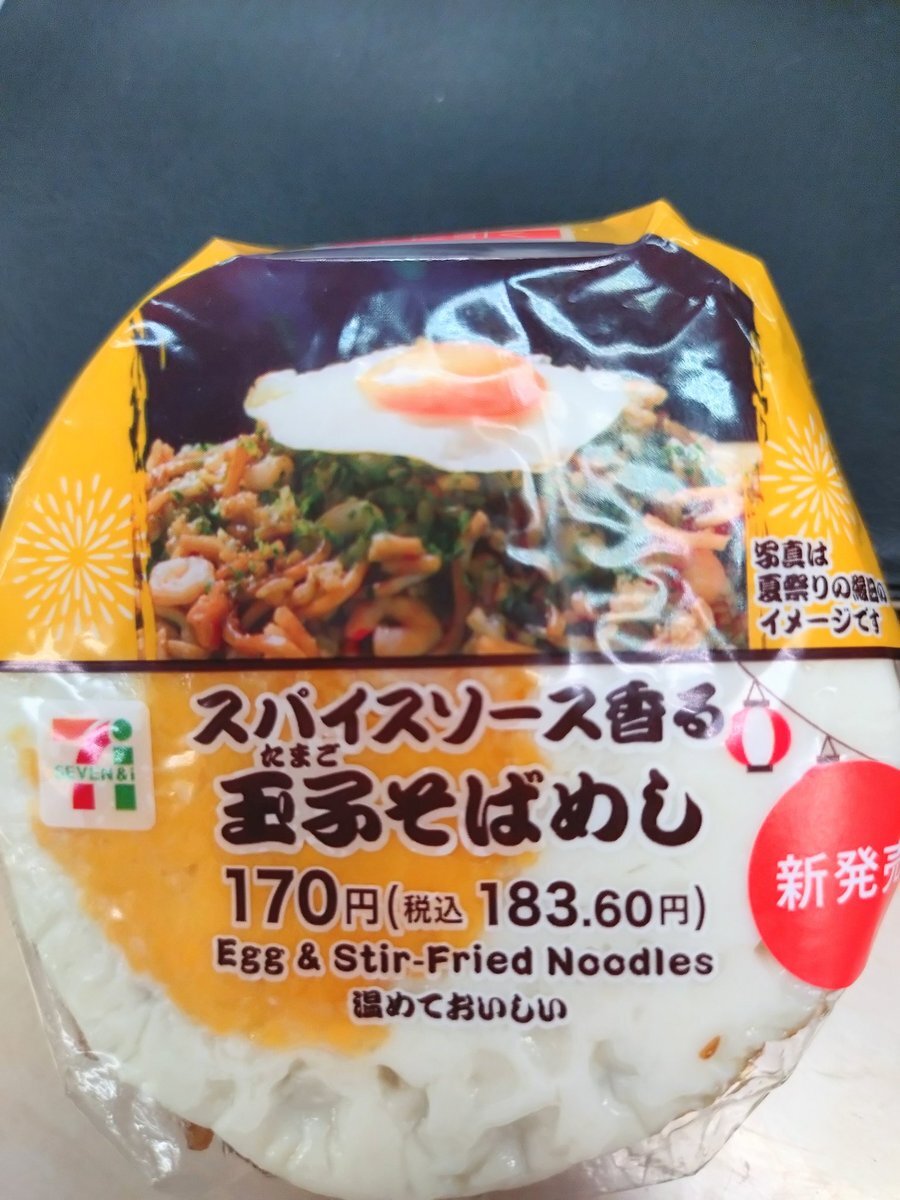 写真は
夏祭りの縁日の
イメージです
スパイスソース香る
たまご
玉子そばめし
SEVEN & i
170円(税込 183.60円)
新発売
Egg & Stir-Fried Noodles
温めておいしい